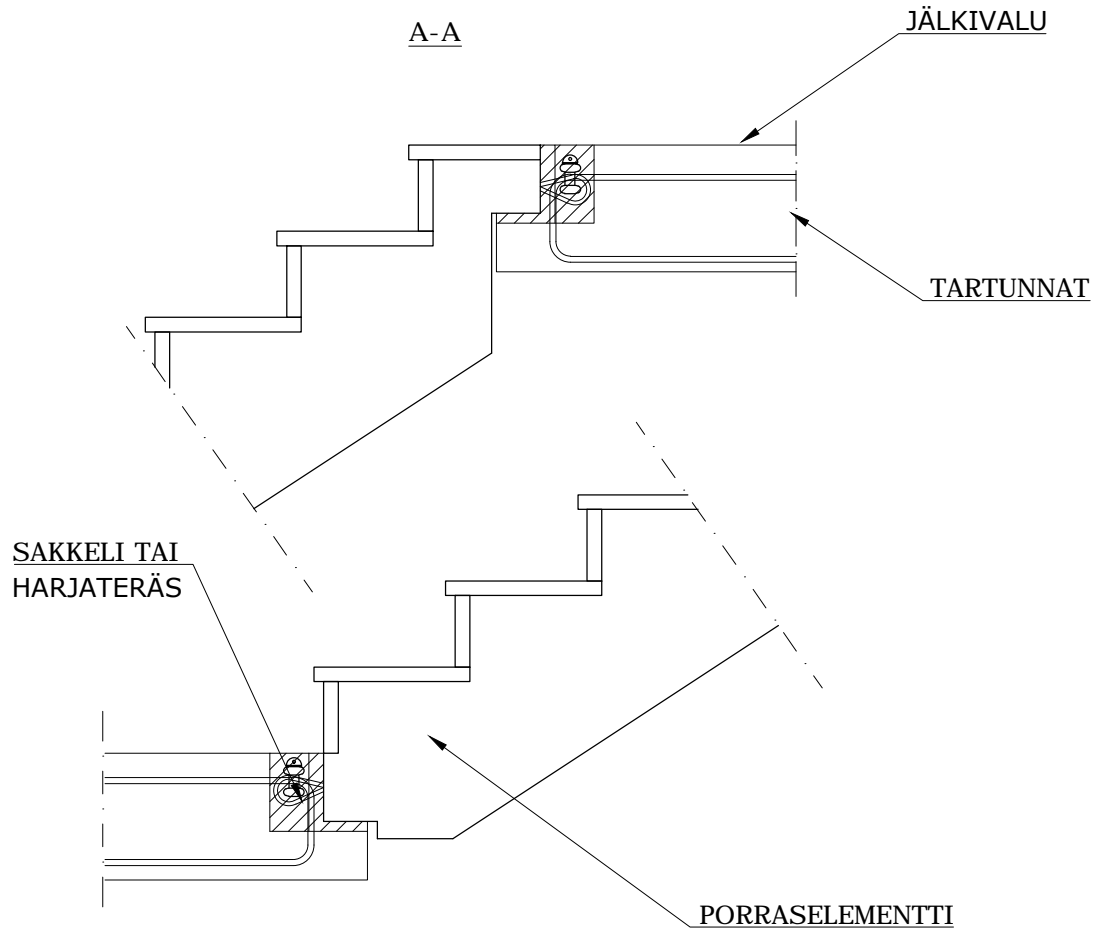 A-A
JÄLKIVALU
TARTUNNAT
SAKKELI TAI
HARJATERÄS
PORRASELEMENTTI